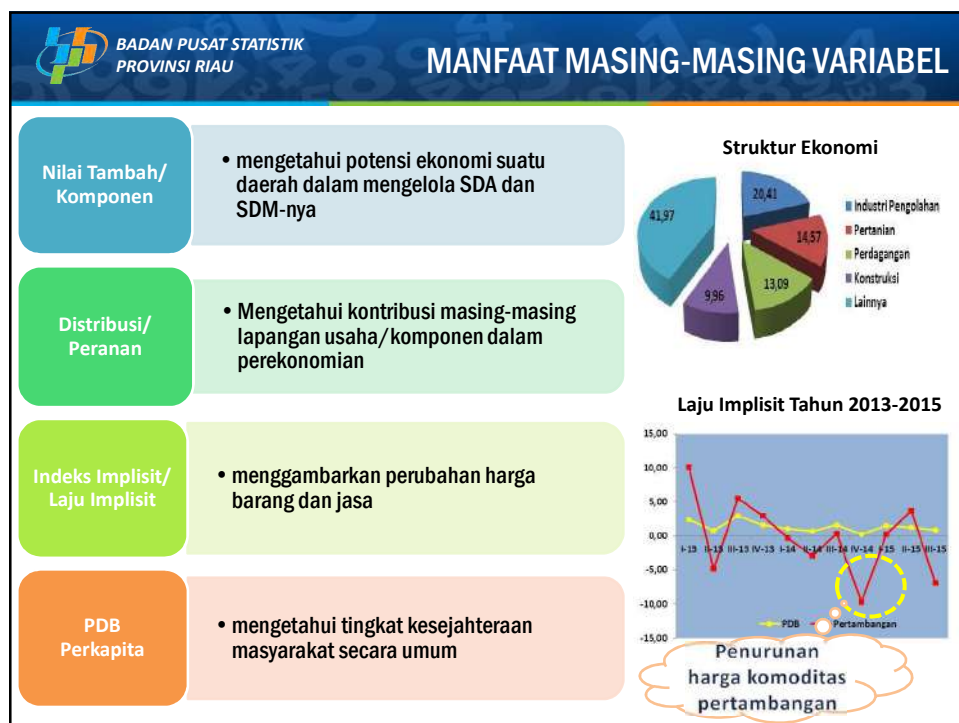 BADAN PUSAT STATISTIK
PROVINSI RIAU
MANFAAT MASING-MASING VARIABEL
Nilai Tambah/
Komponen
• mengetahui potensi ekonomi suatu
daerah dalam mengelola SDA dan
SDM-nya
Distribusi/
Peranan
• Mengetahui kontribusi masing-masing
lapangan usaha/komponen dalam
perekonomian
Indeks Implisit/
Laju Implisit
• menggambarkan perubahan harga
barang dan jasa
PDB
Perkapita
• mengetahui tingkat kesejahteraan
masyarakat secara umum
Struktur Ekonomi
20,41
14,57
13,09
9,96
41,97
Industri Pengolahan
Pertanian
Perdagangan
Konstruksi
Lainnya
Laju Implisit Tahun 2013-2015
15,00
10,00
5,00
0,00
-5,00
-10,00
-15,00
I-13 II-13 III-13 IV-13 I-14 II-14 III-14 IV-14 I-15 II-15 III-15
PDB Pertambangan
Penurunan
harga komoditas
pertambangan